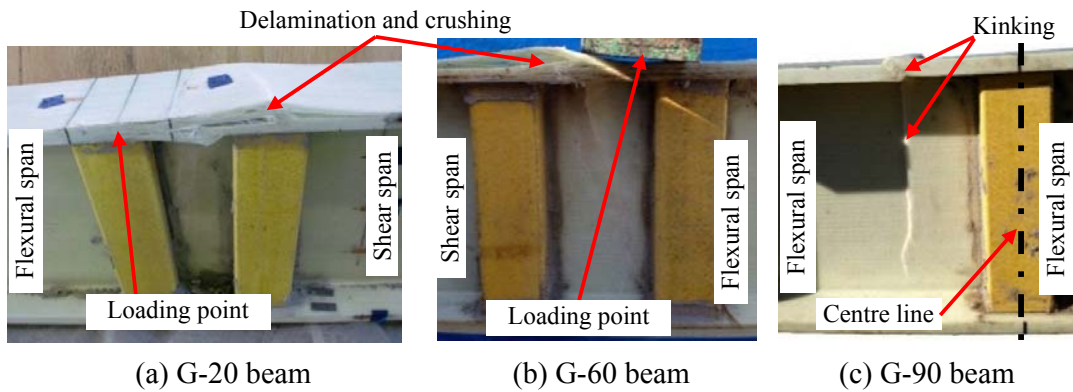 Delamination and crushing
Kinking
Flexural span
Shear span
Loading point
Shear span
Flexural span
Loading point
Flexural span
Flexural span
Centre line
(a) G-20 beam
(b) G-60 beam
(c) G-90 beam